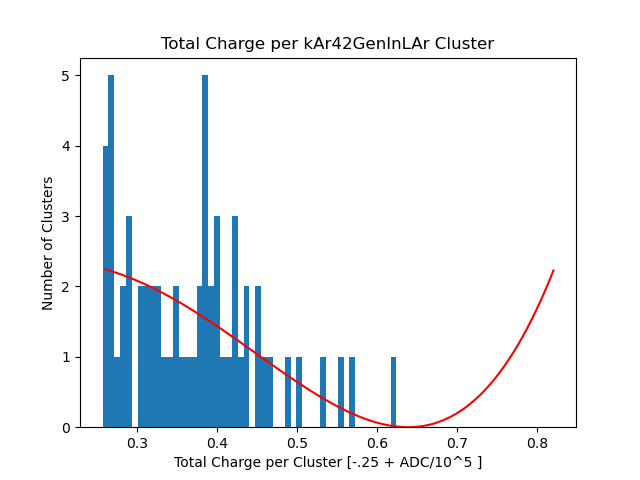 Total Charge per kAr42GenInLAr Cluster
5
4
3
2
1
0
Number of Clusters
0.3 0.4 0.5 0.6 0.7 0.8
Total Charge per Cluster [-.25 + ADC/10^5 ]